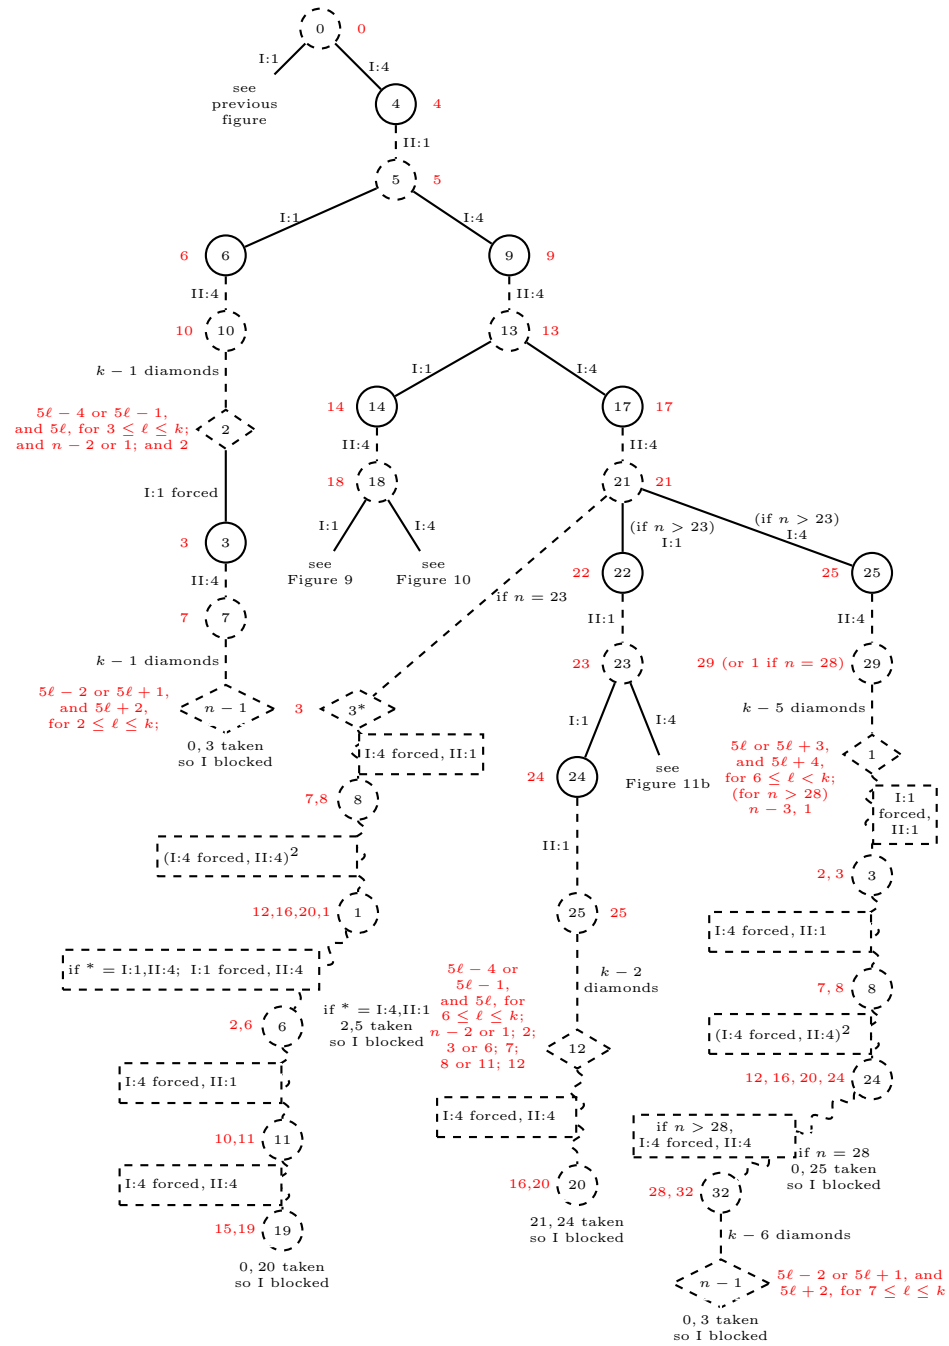 0 0
I:1 I:4
see
previous
figure
4 4
II:1
5 5
I:1 I:4
6 6 9 9
II:4 II:4
10 10 13 13
k − 1 diamonds
I:1 I:4
5ℓ − 4 or 5ℓ − 1,
and 5ℓ, for 3 ≤ ℓ ≤ k;
and n − 2 or 1; and 2
2
14 14 17 17
II:4 II:4
18 18 21 21
I:1 forced
I:1 I:4
see
Figure 9
see
Figure 10
(if n > 23)
I:1
(if n > 23)
I:4
if n = 23
3 3
II:4
7 7
k − 1 diamonds
5ℓ − 2 or 5ℓ + 1,
and 5ℓ + 2,
for 2 ≤ ℓ ≤ k;
n − 1
0, 3 taken
so I blocked
22 22
II:1
23 23
I:1 I:4
see
Figure 11b
25 25
II:4
29 (or 1 if n = 28) 29
k − 5 diamonds
5ℓ or 5ℓ + 3,
and 5ℓ + 4,
for 6 ≤ ℓ < k;
(for n > 28)
n − 3, 1
1
I:1
forced,
II:1
3 3*
I:4 forced, II:1
7,8 8
(I:4 forced, II:4)²
12,16,20,1 1
if * = I:1,II:4; I:1 forced, II:4
if * = I:4,II:1
2,5 taken
so I blocked
2,6 6
I:4 forced, II:1
10,11 11
I:4 forced, II:4
15,19 19
0, 20 taken
so I blocked
24 24
II:1
25 25
k − 2
diamonds
5ℓ − 4 or
5ℓ − 1,
and 5ℓ, for
6 ≤ ℓ ≤ k;
n − 2 or 1; 2;
3 or 6; 7;
8 or 11; 12
12
I:4 forced, II:4
16,20 20
21, 24 taken
so I blocked
2, 3 3
I:4 forced, II:1
7, 8 8
(I:4 forced, II:4)²
12, 16, 20, 24 24
if n > 28,
I:4 forced, II:4
if n = 28
0, 25 taken
so I blocked
28, 32 32
k − 6 diamonds
n − 1
5ℓ − 2 or 5ℓ + 1, and
5ℓ + 2, for 7 ≤ ℓ ≤ k
0, 3 taken
so I blocked